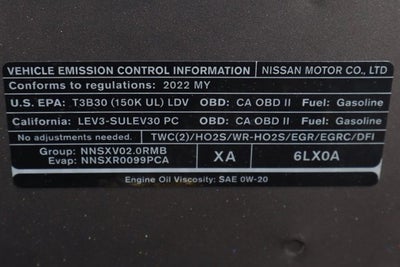 VEHICLE EMISSION CONTROL INFORMATION NISSAN MOTOR CO., LTD
Conforms to regulations: 2022 MY
U.S. EPA: T3B30 (150K UL) LDV OBD: CA OBD II Fuel: Gasoline
California: LEV3-SULEV30 PC OBD: CA OBD II Fuel: Gasoline
No adjustments needed. TWC(2)/HO2S/WR-HO2S/EGR/EGRC/DFI
Group: NNSXV02.0RMB
Evap: NNSXR0099PCA
XA
6LX0A
Engine Oil Viscosity: SAE 0W-20